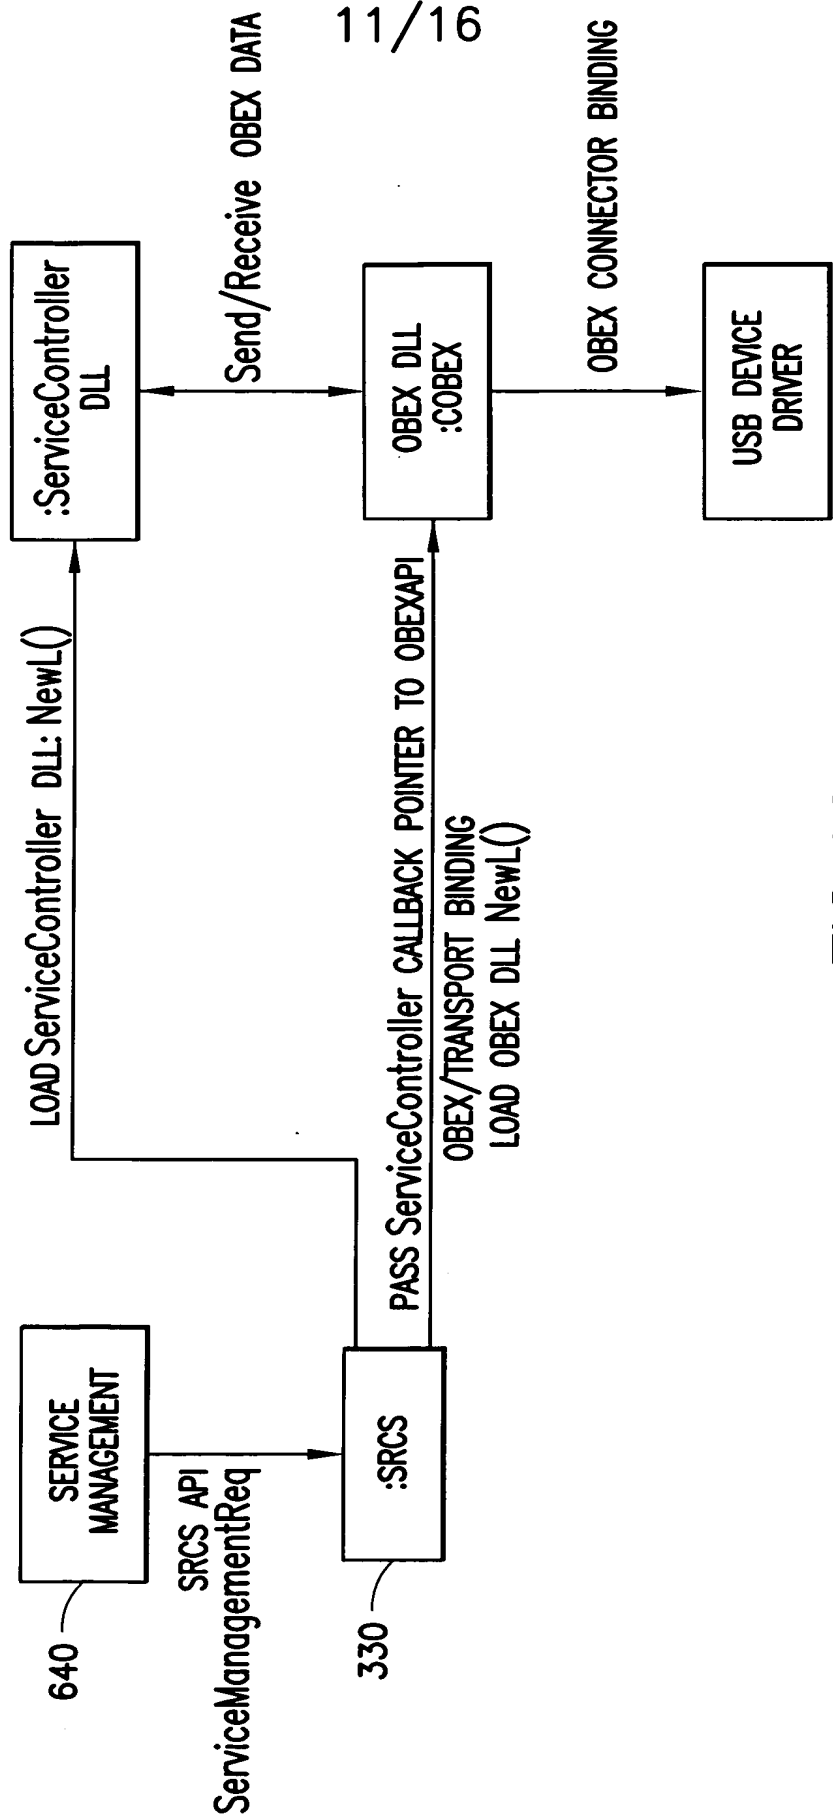 11/16
SERVICE
MANAGEMENT
640
SRCS API
ServiceManagementReq
:SRCS
330
LOAD ServiceController DLL: NewL()
:ServiceController
DLL
Send/Receive OBEX DATA
PASS ServiceController CALLBACK POINTER TO OBEXAPI
OBEX/TRANSPORT BINDING
LOAD OBEX DLL NewL()
OBEX DLL
:COBEX
OBEX CONNECTOR BINDING
USB DEVICE
DRIVER